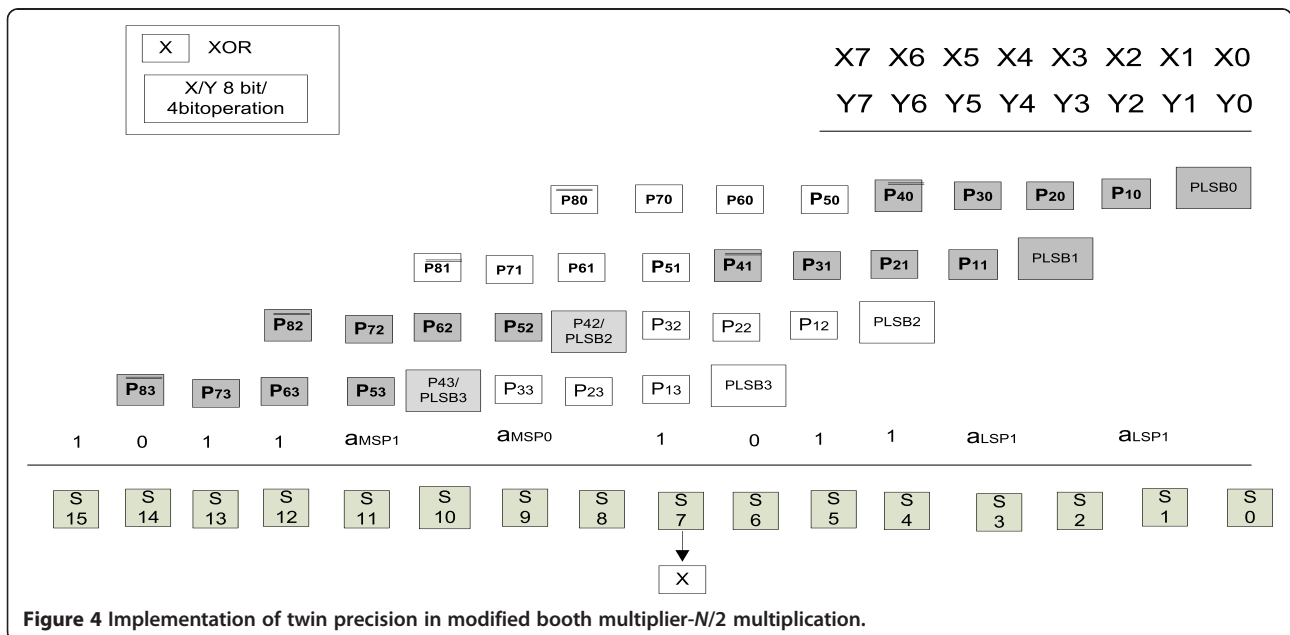 X XOR
X/Y 8 bit/
4bitoperation
X7 X6 X5 X4 X3 X2 X1 X0
Y7 Y6 Y5 Y4 Y3 Y2 Y1 Y0
P80 P70 P60 P50 P40 P30 P20 P10 PLSB0
P81 P71 P61 P51 P41 P31 P21 P11 PLSB1
P82 P72 P62 P52 P42/ PLSB2 P32 P22 P12 PLSB2
P83 P73 P63 P53 P43/ PLSB3 P33 P23 P13 PLSB3
1 0 1 1 aMSP1 aMSP0 1 0 1 1 aLSP1 aLSP1
S S S S S S S S S S S S S S S S
15 14 13 12 11 10 9 8 7 6 5 4 3 2 1 0
X
Figure 4 Implementation of twin precision in modified booth multiplier-N/2 multiplication.